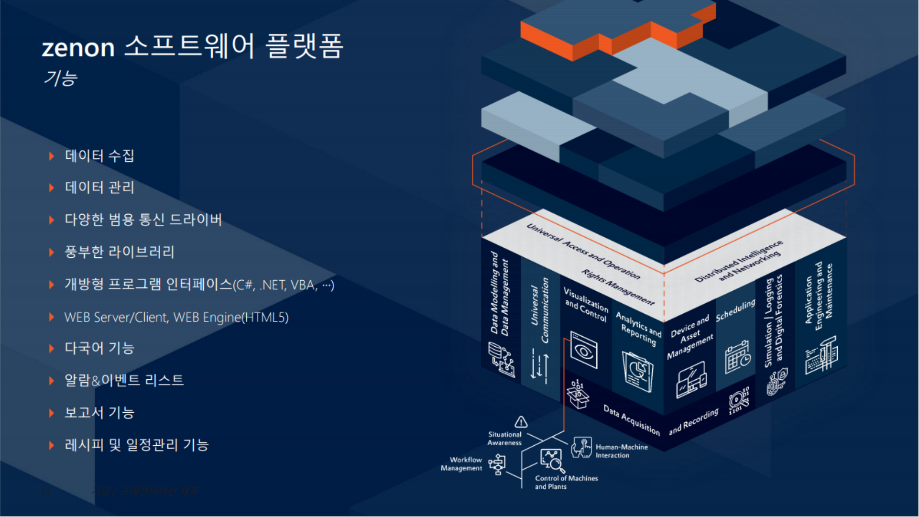 zenon 소프트웨어 플랫폼
기능
데이터 수집
데이터 관리
다양한 범용 통신 드라이버
풍부한 라이브러리
개방형 프로그램 인터페이스(C#, .NET, VBA, ···)
WEB Server/Client, WEB Engine(HTML5)
다국어 기능
알람&이벤트 리스트
보고서 기능
레시피 및 일정관리 기능
Universal Access and Operation
Rights Management
Distributed Intelligence
and Networking
Data Modelling and
Data Management
Universal
Communication
Visualization
and Control
Analytics and
Reporting
Device and
Asset
Management
Scheduling
Simulation | Logging
and Digital Forensics
Application
Engineering and
Maintenance
Data Acquisition
and Recording
Situational
Awareness
Human-Machine
Interaction
Workflow
Management
Control of Machines
and Plants